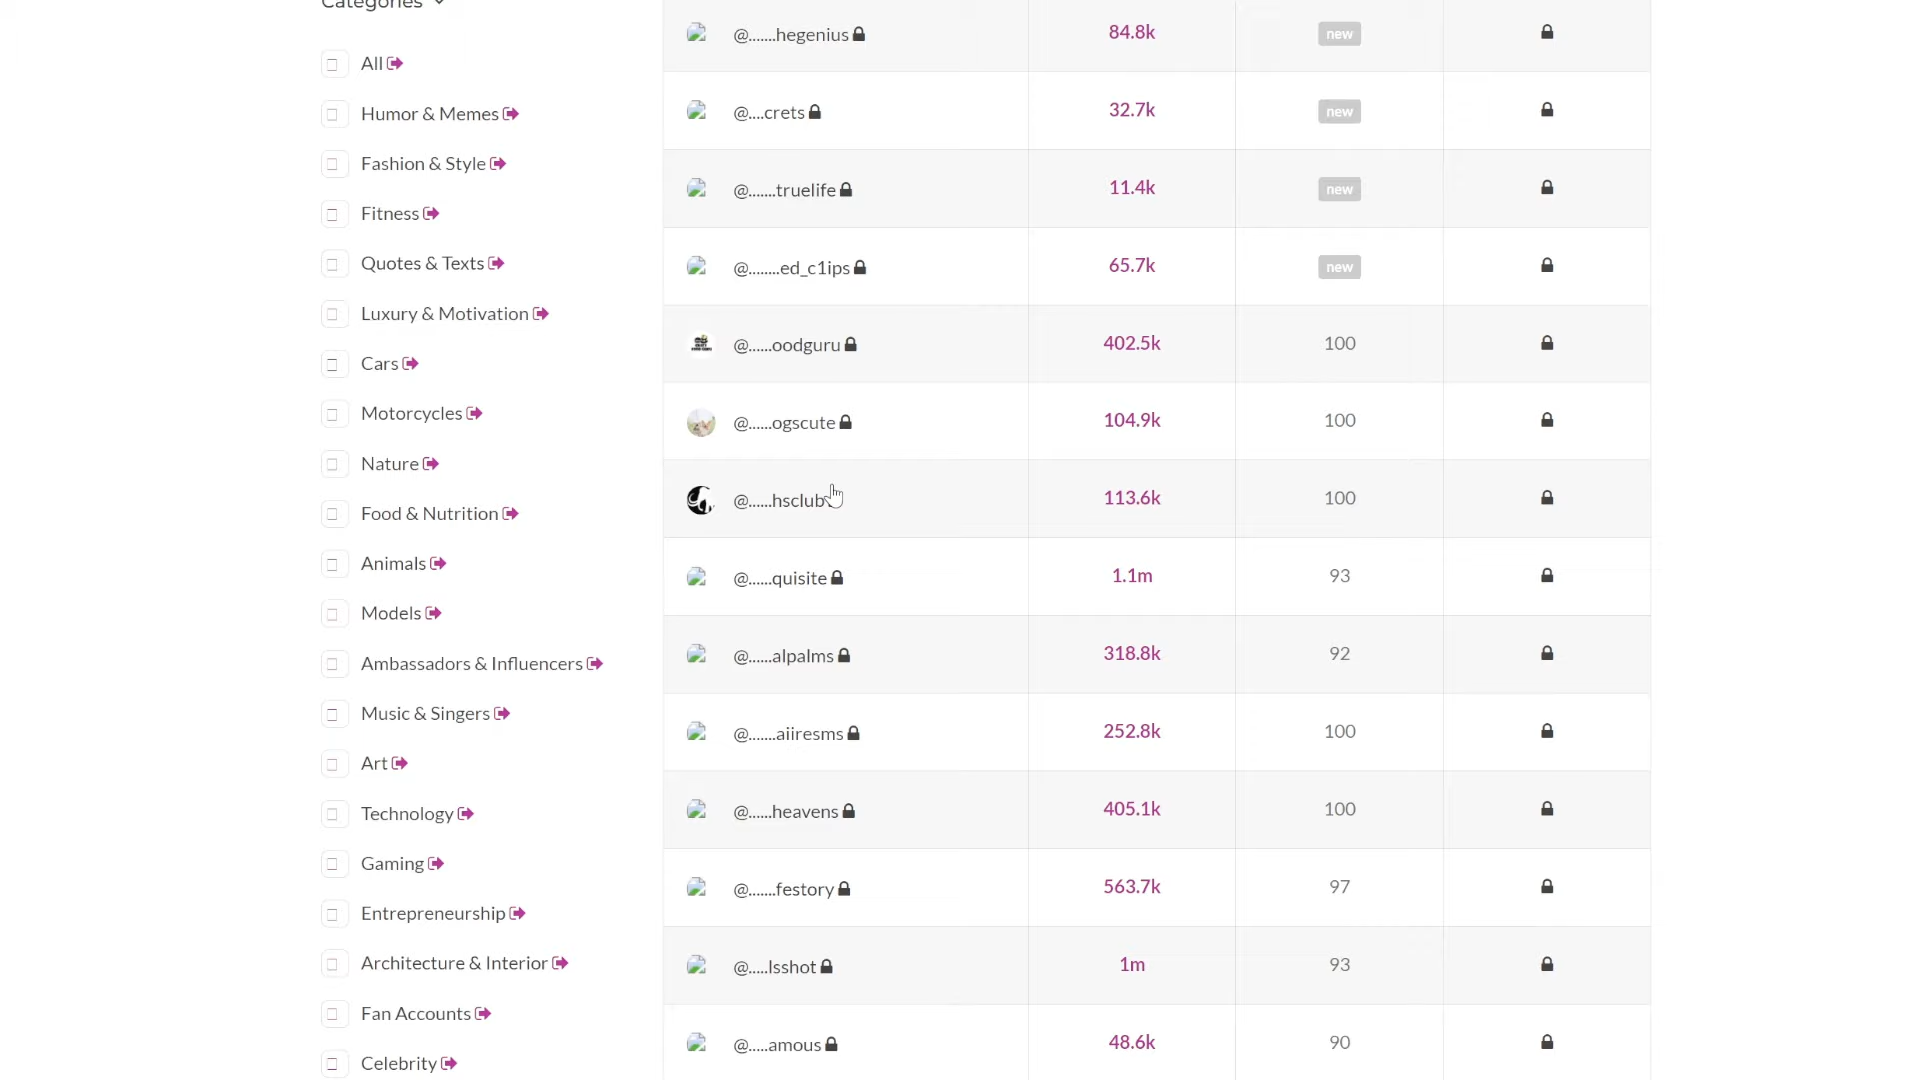 Categories
All
Humor & Memes
Fashion & Style
Fitness
Quotes & Texts
Luxury & Motivation
Cars
Motorcycles
Nature
Food & Nutrition
Animals
Models
Ambassadors & Influencers
Music & Singers
Art
Technology
Gaming
Entrepreneurship
Architecture & Interior
Fan Accounts
Celebrity
@.......hegenius 84.8k new
@....crets 32.7k new
@.......truelife 11.4k new
@........ed_c1ips 65.7k new
@......oodguru 402.5k 100
@......ogscute 104.9k 100
@......hsclub 113.6k 100
@......quisite 1.1m 93
@......alpalms 318.8k 92
@.......aiiresms 252.8k 100
@......heavens 405.1k 100
@.......festory 563.7k 97
@.....lsshot 1m 93
@.....amous 48.6k 90